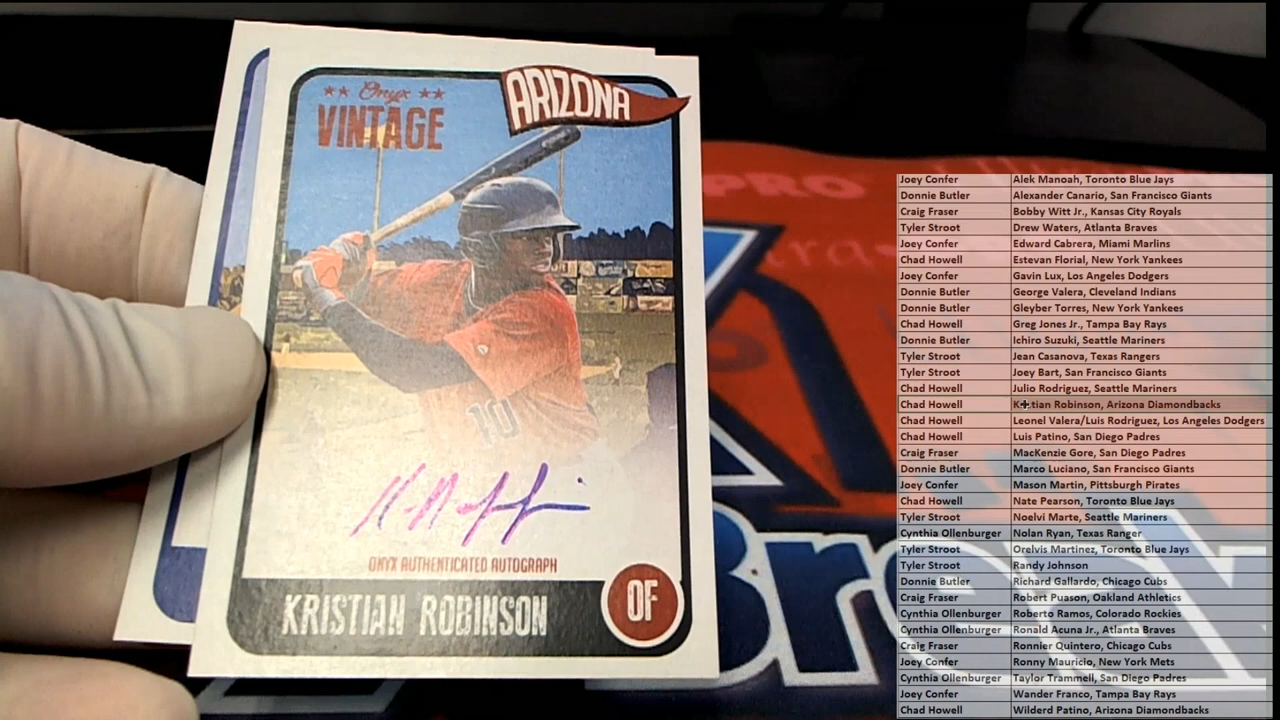 Onyx
VINTAGE
ARIZONA
10
ONYX AUTHENTICATED AUTOGRAPH
KRISTIAN ROBINSON
OF
PRO
Bre
Joey Confer Alek Manoah, Toronto Blue Jays
Donnie Butler Alexander Canario, San Francisco Giants
Craig Fraser Bobby Witt Jr., Kansas City Royals
Tyler Stroot Drew Waters, Atlanta Braves
Joey Confer Edward Cabrera, Miami Marlins
Chad Howell Estevan Florial, New York Yankees
Joey Confer Gavin Lux, Los Angeles Dodgers
Donnie Butler George Valera, Cleveland Indians
Donnie Butler Gleyber Torres, New York Yankees
Chad Howell Greg Jones Jr., Tampa Bay Rays
Donnie Butler Ichiro Suzuki, Seattle Mariners
Tyler Stroot Jean Casanova, Texas Rangers
Tyler Stroot Joey Bart, San Francisco Giants
Chad Howell Julio Rodriguez, Seattle Mariners
Chad Howell Kristian Robinson, Arizona Diamondbacks
Chad Howell Leonel Valera/Luis Rodriguez, Los Angeles Dodgers
Chad Howell Luis Patino, San Diego Padres
Craig Fraser MacKenzie Gore, San Diego Padres
Donnie Butler Marco Luciano, San Francisco Giants
Joey Confer Mason Martin, Pittsburgh Pirates
Chad Howell Nate Pearson, Toronto Blue Jays
Tyler Stroot Noelvi Marte, Seattle Mariners
Cynthia Ollenburger Nolan Ryan, Texas Ranger
Tyler Stroot Orelvis Martinez, Toronto Blue Jays
Tyler Stroot Randy Johnson
Donnie Butler Richard Gallardo, Chicago Cubs
Craig Fraser Robert Puason, Oakland Athletics
Cynthia Ollenburger Roberto Ramos, Colorado Rockies
Cynthia Ollenburger Ronald Acuna Jr., Atlanta Braves
Craig Fraser Ronnier Quintero, Chicago Cubs
Joey Confer Ronny Mauricio, New York Mets
Cynthia Ollenburger Taylor Trammell, San Diego Padres
Joey Confer Wander Franco, Tampa Bay Rays
Chad Howell Wilderd Patino, Arizona Diamondbacks